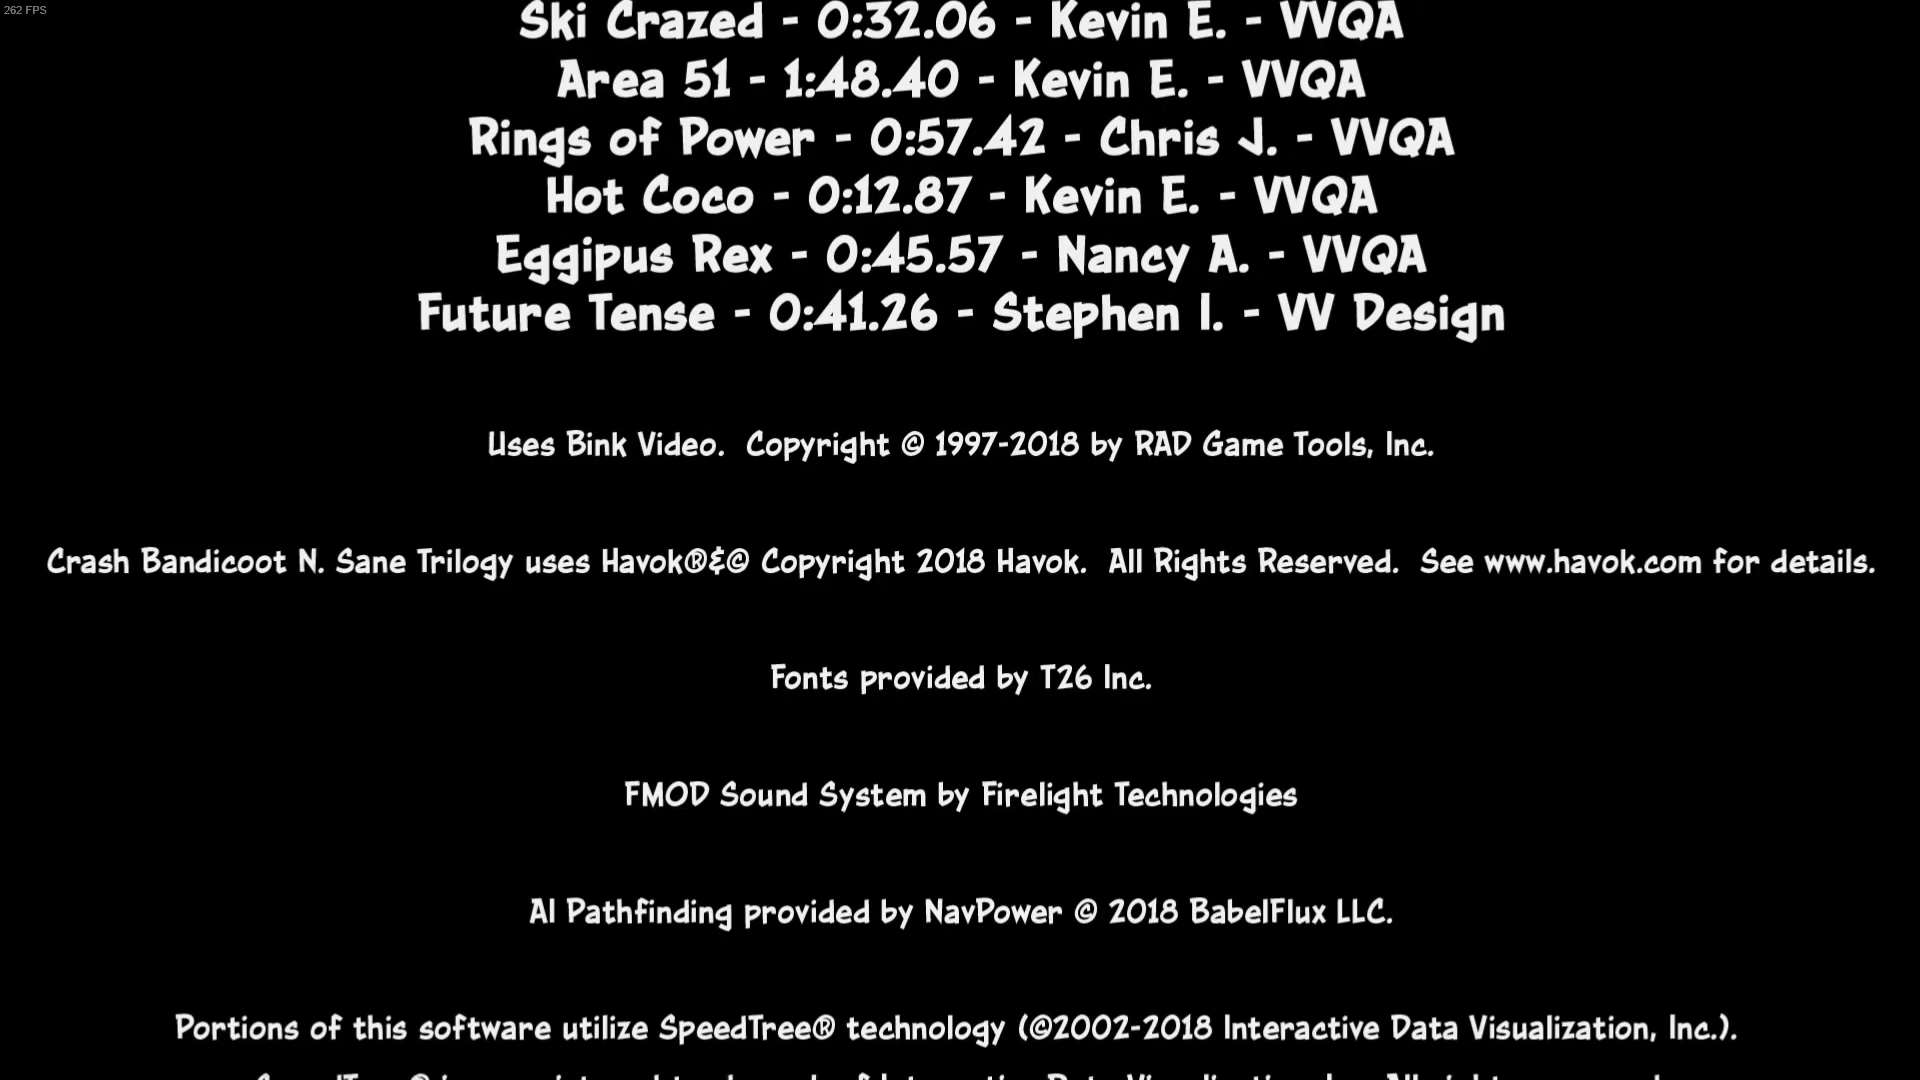 262 FPS
Ski Crazed - 0:32.06 - Kevin E. - VVQA
Area 51 - 1:48.40 - Kevin E. - VVQA
Rings of Power - 0:57.42 - Chris J. - VVQA
Hot Coco - 0:12.87 - Kevin E. - VVQA
Eggipus Rex - 0:45.57 - Nancy A. - VVQA
Future Tense - 0:41.26 - Stephen I. - VV Design
Uses Bink Video. Copyright © 1997-2018 by RAD Game Tools, Inc.
Crash Bandicoot N. Sane Trilogy uses Havok®&© Copyright 2018 Havok. All Rights Reserved. See www.havok.com for details.
Fonts provided by T26 Inc.
FMOD Sound System by Firelight Technologies
AI Pathfinding provided by NavPower © 2018 BabelFlux LLC.
Portions of this software utilize SpeedTree® technology (©2002-2018 Interactive Data Visualization, Inc.).